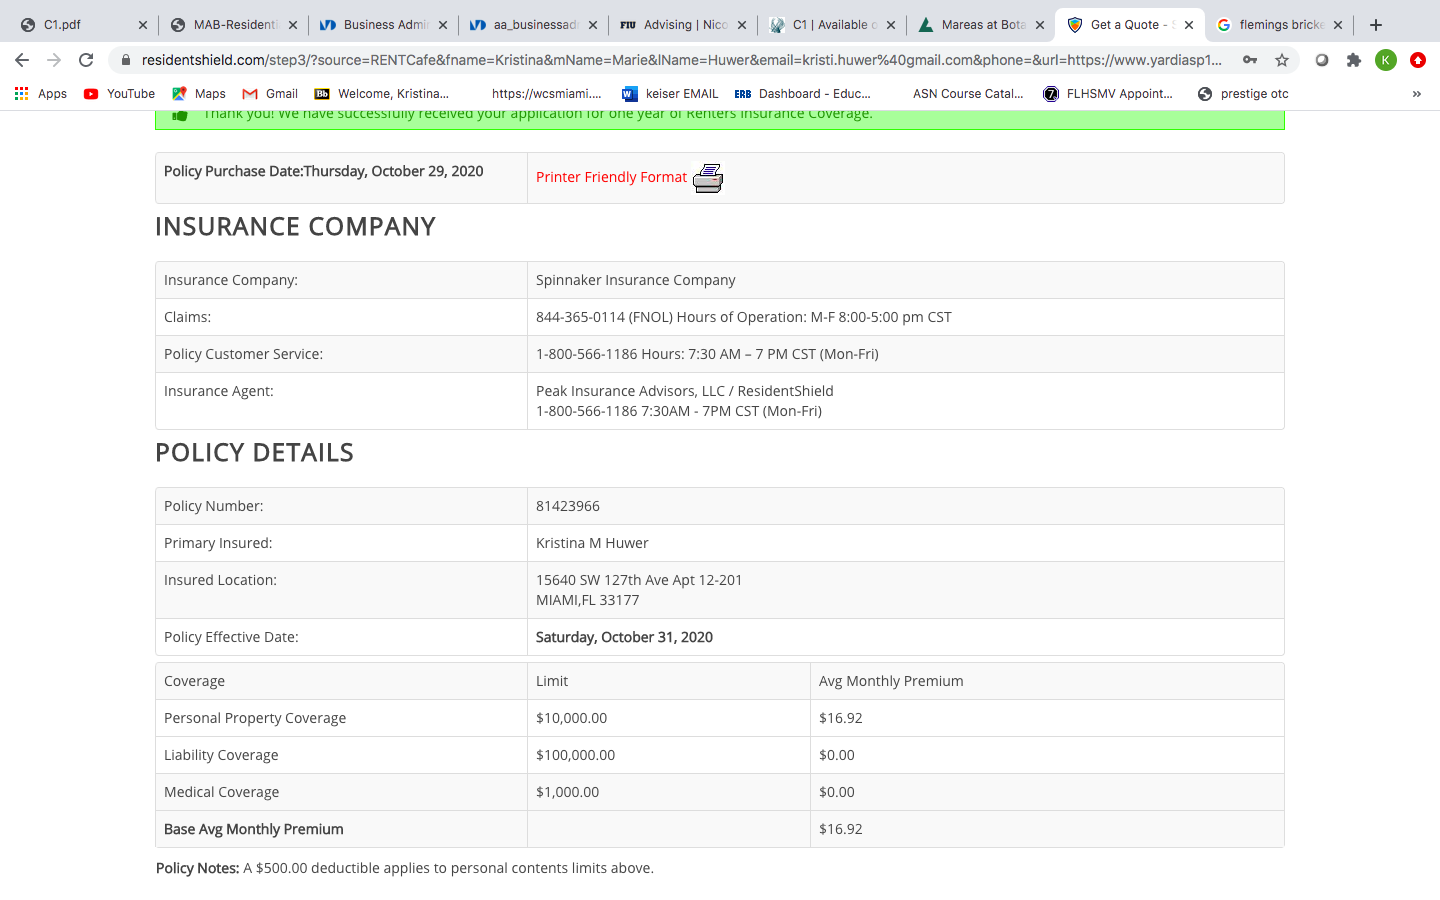 C1.pdf
MAB-Residenti
Business Admin
aa_businessadr
FIU Advising | Nico
C1 | Available o
Mareas at Bota
Get a Quote - S
flemings bricke
residentshield.com/step3/?source=RENTCafe&fname=Kristina&mName=Marie&lName=Huwer&email=kristi.huwer%40gmail.com&phone=&url=https://www.yardiasp1...
K
Apps
YouTube
Maps
Gmail
Bb Welcome, Kristina...
https://wcsmiami....
keiser EMAIL
ERB Dashboard - Educ...
ASN Course Catal...
7 FLHSMV Appoint...
prestige otc
»
Thank you! We have successfully received your application for one year of Renters Insurance Coverage.
Policy Purchase Date:Thursday, October 29, 2020
Printer Friendly Format
INSURANCE COMPANY
Insurance Company:
Spinnaker Insurance Company
Claims:
844-365-0114 (FNOL) Hours of Operation: M-F 8:00-5:00 pm CST
Policy Customer Service:
1-800-566-1186 Hours: 7:30 AM – 7 PM CST (Mon-Fri)
Insurance Agent:
Peak Insurance Advisors, LLC / ResidentShield
1-800-566-1186 7:30AM - 7PM CST (Mon-Fri)
POLICY DETAILS
Policy Number:
81423966
Primary Insured:
Kristina M Huwer
Insured Location:
15640 SW 127th Ave Apt 12-201
MIAMI,FL 33177
Policy Effective Date:
Saturday, October 31, 2020
Coverage
Limit
Avg Monthly Premium
Personal Property Coverage
$10,000.00
$16.92
Liability Coverage
$100,000.00
$0.00
Medical Coverage
$1,000.00
$0.00
Base Avg Monthly Premium
$16.92
Policy Notes: A $500.00 deductible applies to personal contents limits above.